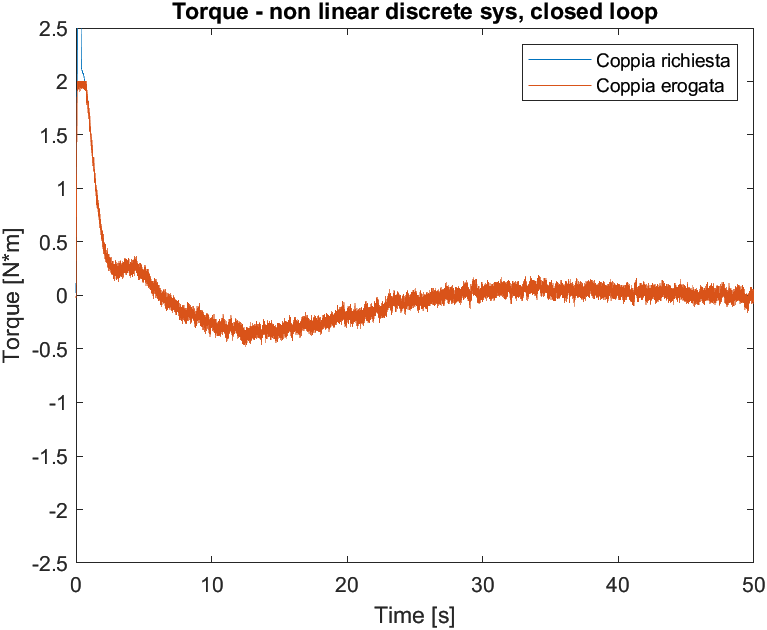 Torque - non linear discrete sys, closed loop
Coppia richiesta
Coppia erogata
2.5
2
1.5
1
0.5
0
-0.5
-1
-1.5
-2
-2.5
Torque [N*m]
0 10 20 30 40 50
Time [s]